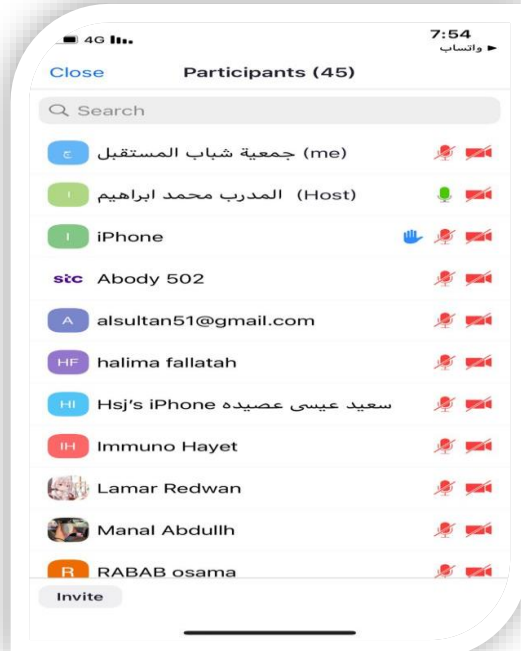 4G 7:54
واتساب
Close Participants (45)
Search
ج جمعية شباب المستقبل (me)
ا المدرب محمد ابراهيم (Host)
I iPhone
stc Abody 502
A alsultan51@gmail.com
HF halima fallatah
HI Hsj's iPhone سعيد عيسى عصيده
IH Immuno Hayet
Lamar Redwan
Manal Abdullh
R RABAB osama
Invite